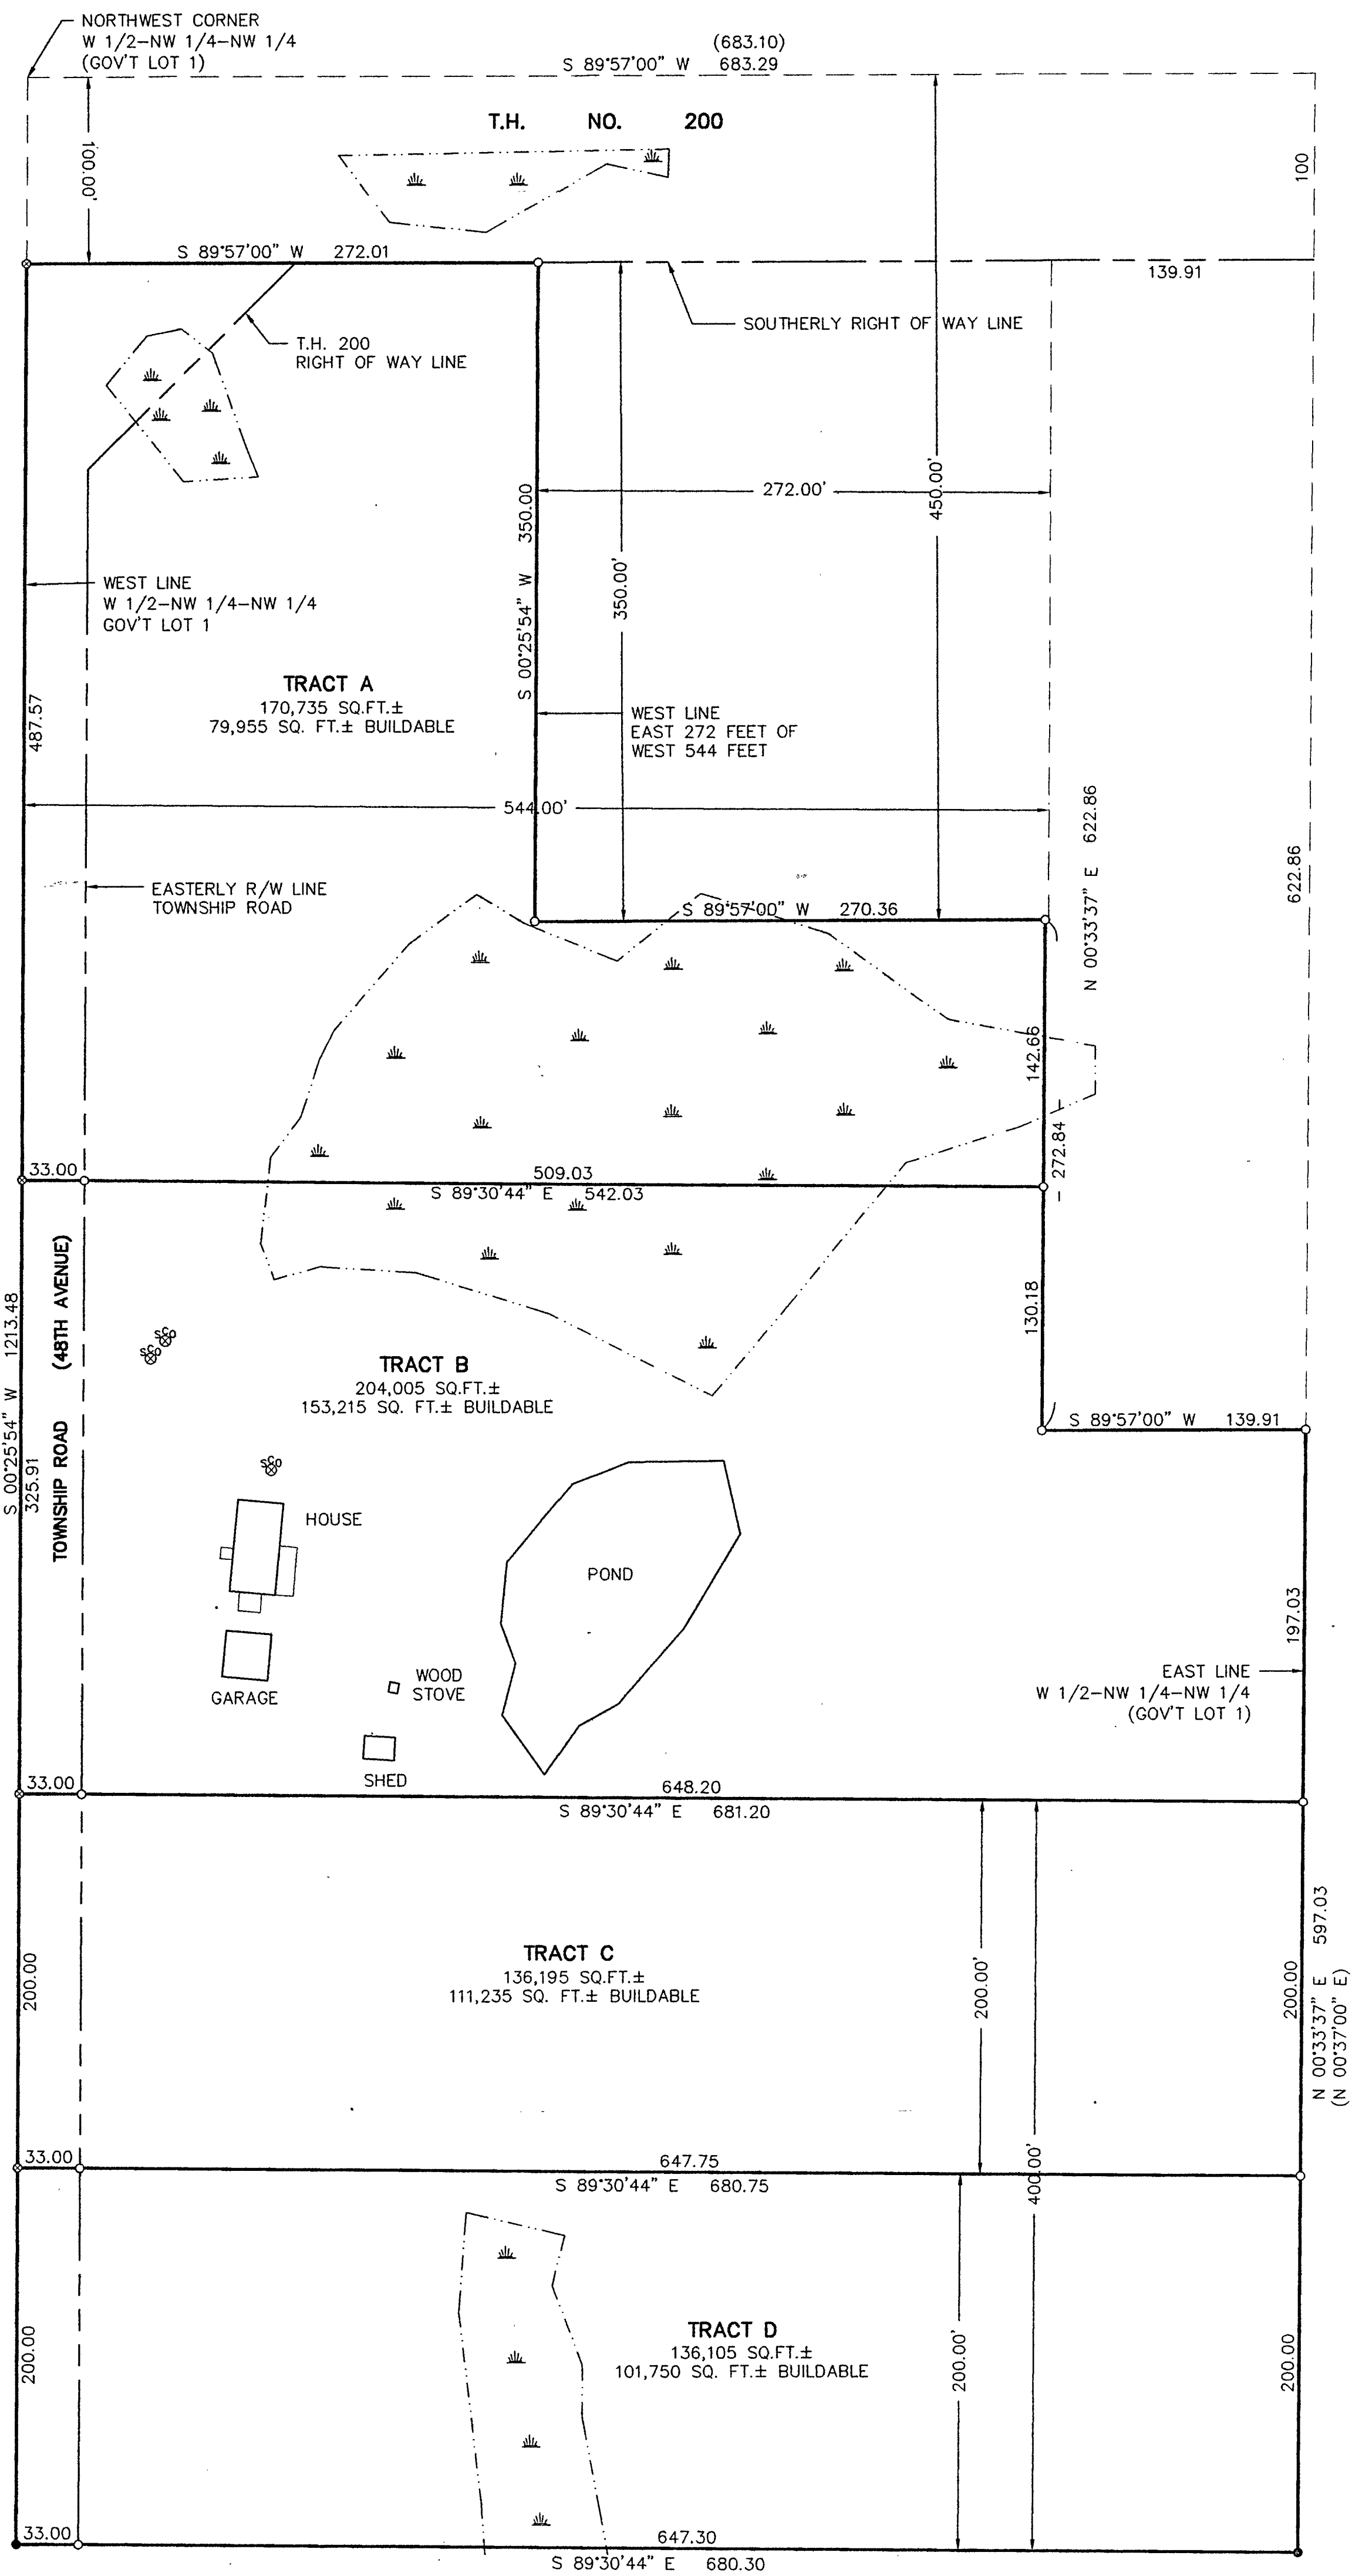 NORTHWEST CORNER
W 1/2-NW 1/4-NW 1/4
(GOV'T LOT 1)
(683.10)
S 89°57'00" W 683.29
T.H. NO. 200
100.00'
100
S 89°57'00" W 272.01
139.91
SOUTHERLY RIGHT OF WAY LINE
T.H. 200
RIGHT OF WAY LINE
272.00'
450.00'
S 00°25'54" W 350.00
350.00'
WEST LINE
W 1/2-NW 1/4-NW 1/4
GOV'T LOT 1
TRACT A
170,735 SQ.FT.±
79,955 SQ. FT.± BUILDABLE
487.57
WEST LINE
EAST 272 FEET OF
WEST 544 FEET
544.00'
N 00°33'37" E 622.86
622.86
EASTERLY R/W LINE
TOWNSHIP ROAD
S 89°57'00" W 270.36
142.66
272.84
33.00
509.03
S 89°30'44" E 542.03
TOWNSHIP ROAD (48TH AVENUE)
S 00°25'54" W 1213.48
325.91
130.18
SCO
SCO
TRACT B
204,005 SQ.FT.±
153,215 SQ. FT.± BUILDABLE
S 89°57'00" W 139.91
SCO
HOUSE
POND
197.03
GARAGE
WOOD
STOVE
SHED
EAST LINE
W 1/2-NW 1/4-NW 1/4
(GOV'T LOT 1)
33.00
648.20
S 89°30'44" E 681.20
TRACT C
136,195 SQ.FT.±
111,235 SQ. FT.± BUILDABLE
200.00
200.00'
200.00
N 00°33'37" E 597.03
(N 00°37'00" E)
400.00'
33.00
647.75
S 89°30'44" E 680.75
TRACT D
136,105 SQ.FT.±
101,750 SQ. FT.± BUILDABLE
200.00
200.00'
200.00
33.00
647.30
S 89°30'44" E 680.30